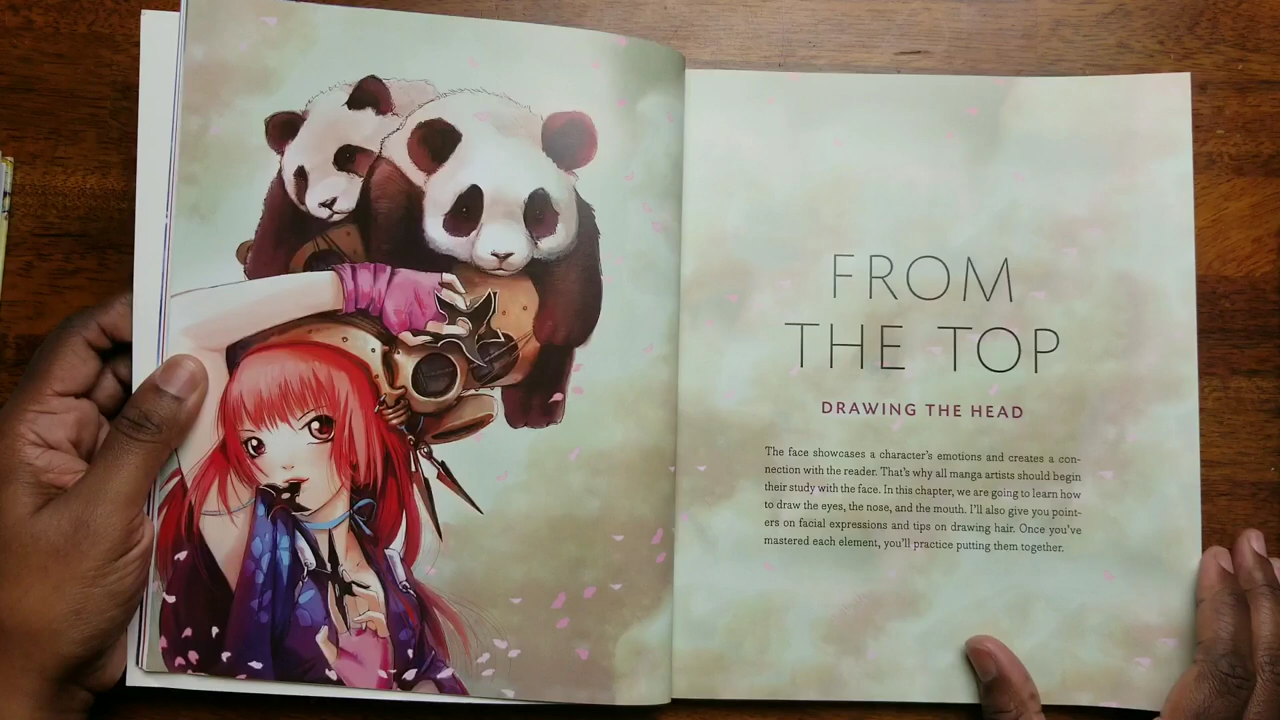 FROM
THE TOP
DRAWING THE HEAD
The face showcases a character's emotions and creates a con-
nection with the reader. That's why all manga artists should begin
their study with the face. In this chapter, we are going to learn how
to draw the eyes, the nose, and the mouth. I'll also give you point-
ers on facial expressions and tips on drawing hair. Once you've
mastered each element, you'll practice putting them together.